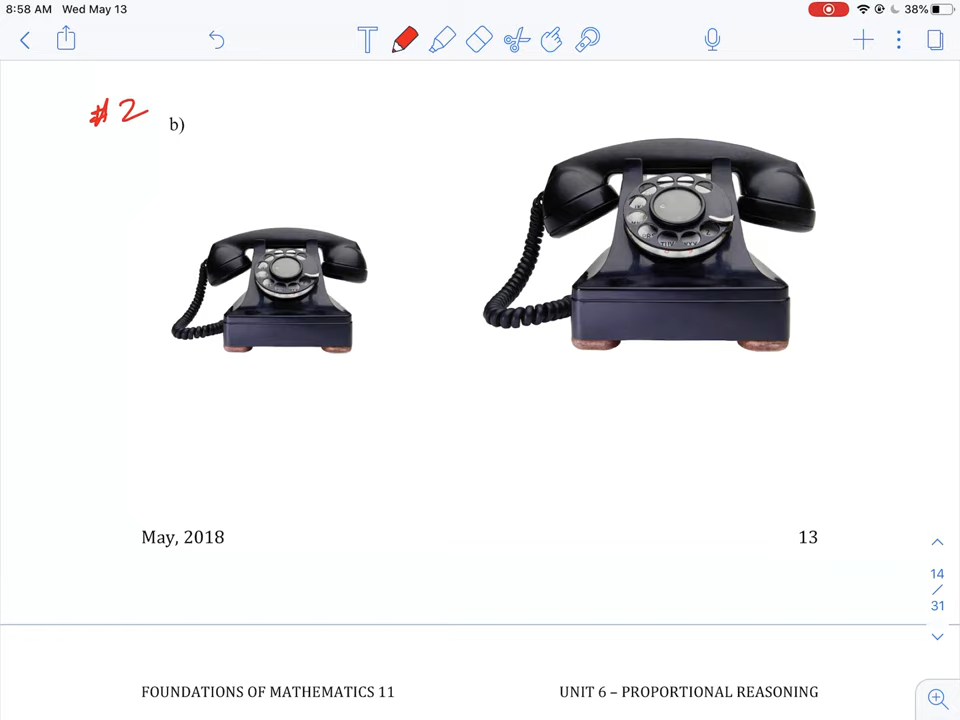 8:58 AM Wed May 13
38%
T
#2
b)
May, 2018
13
14
/
31
FOUNDATIONS OF MATHEMATICS 11
UNIT 6 – PROPORTIONAL REASONING